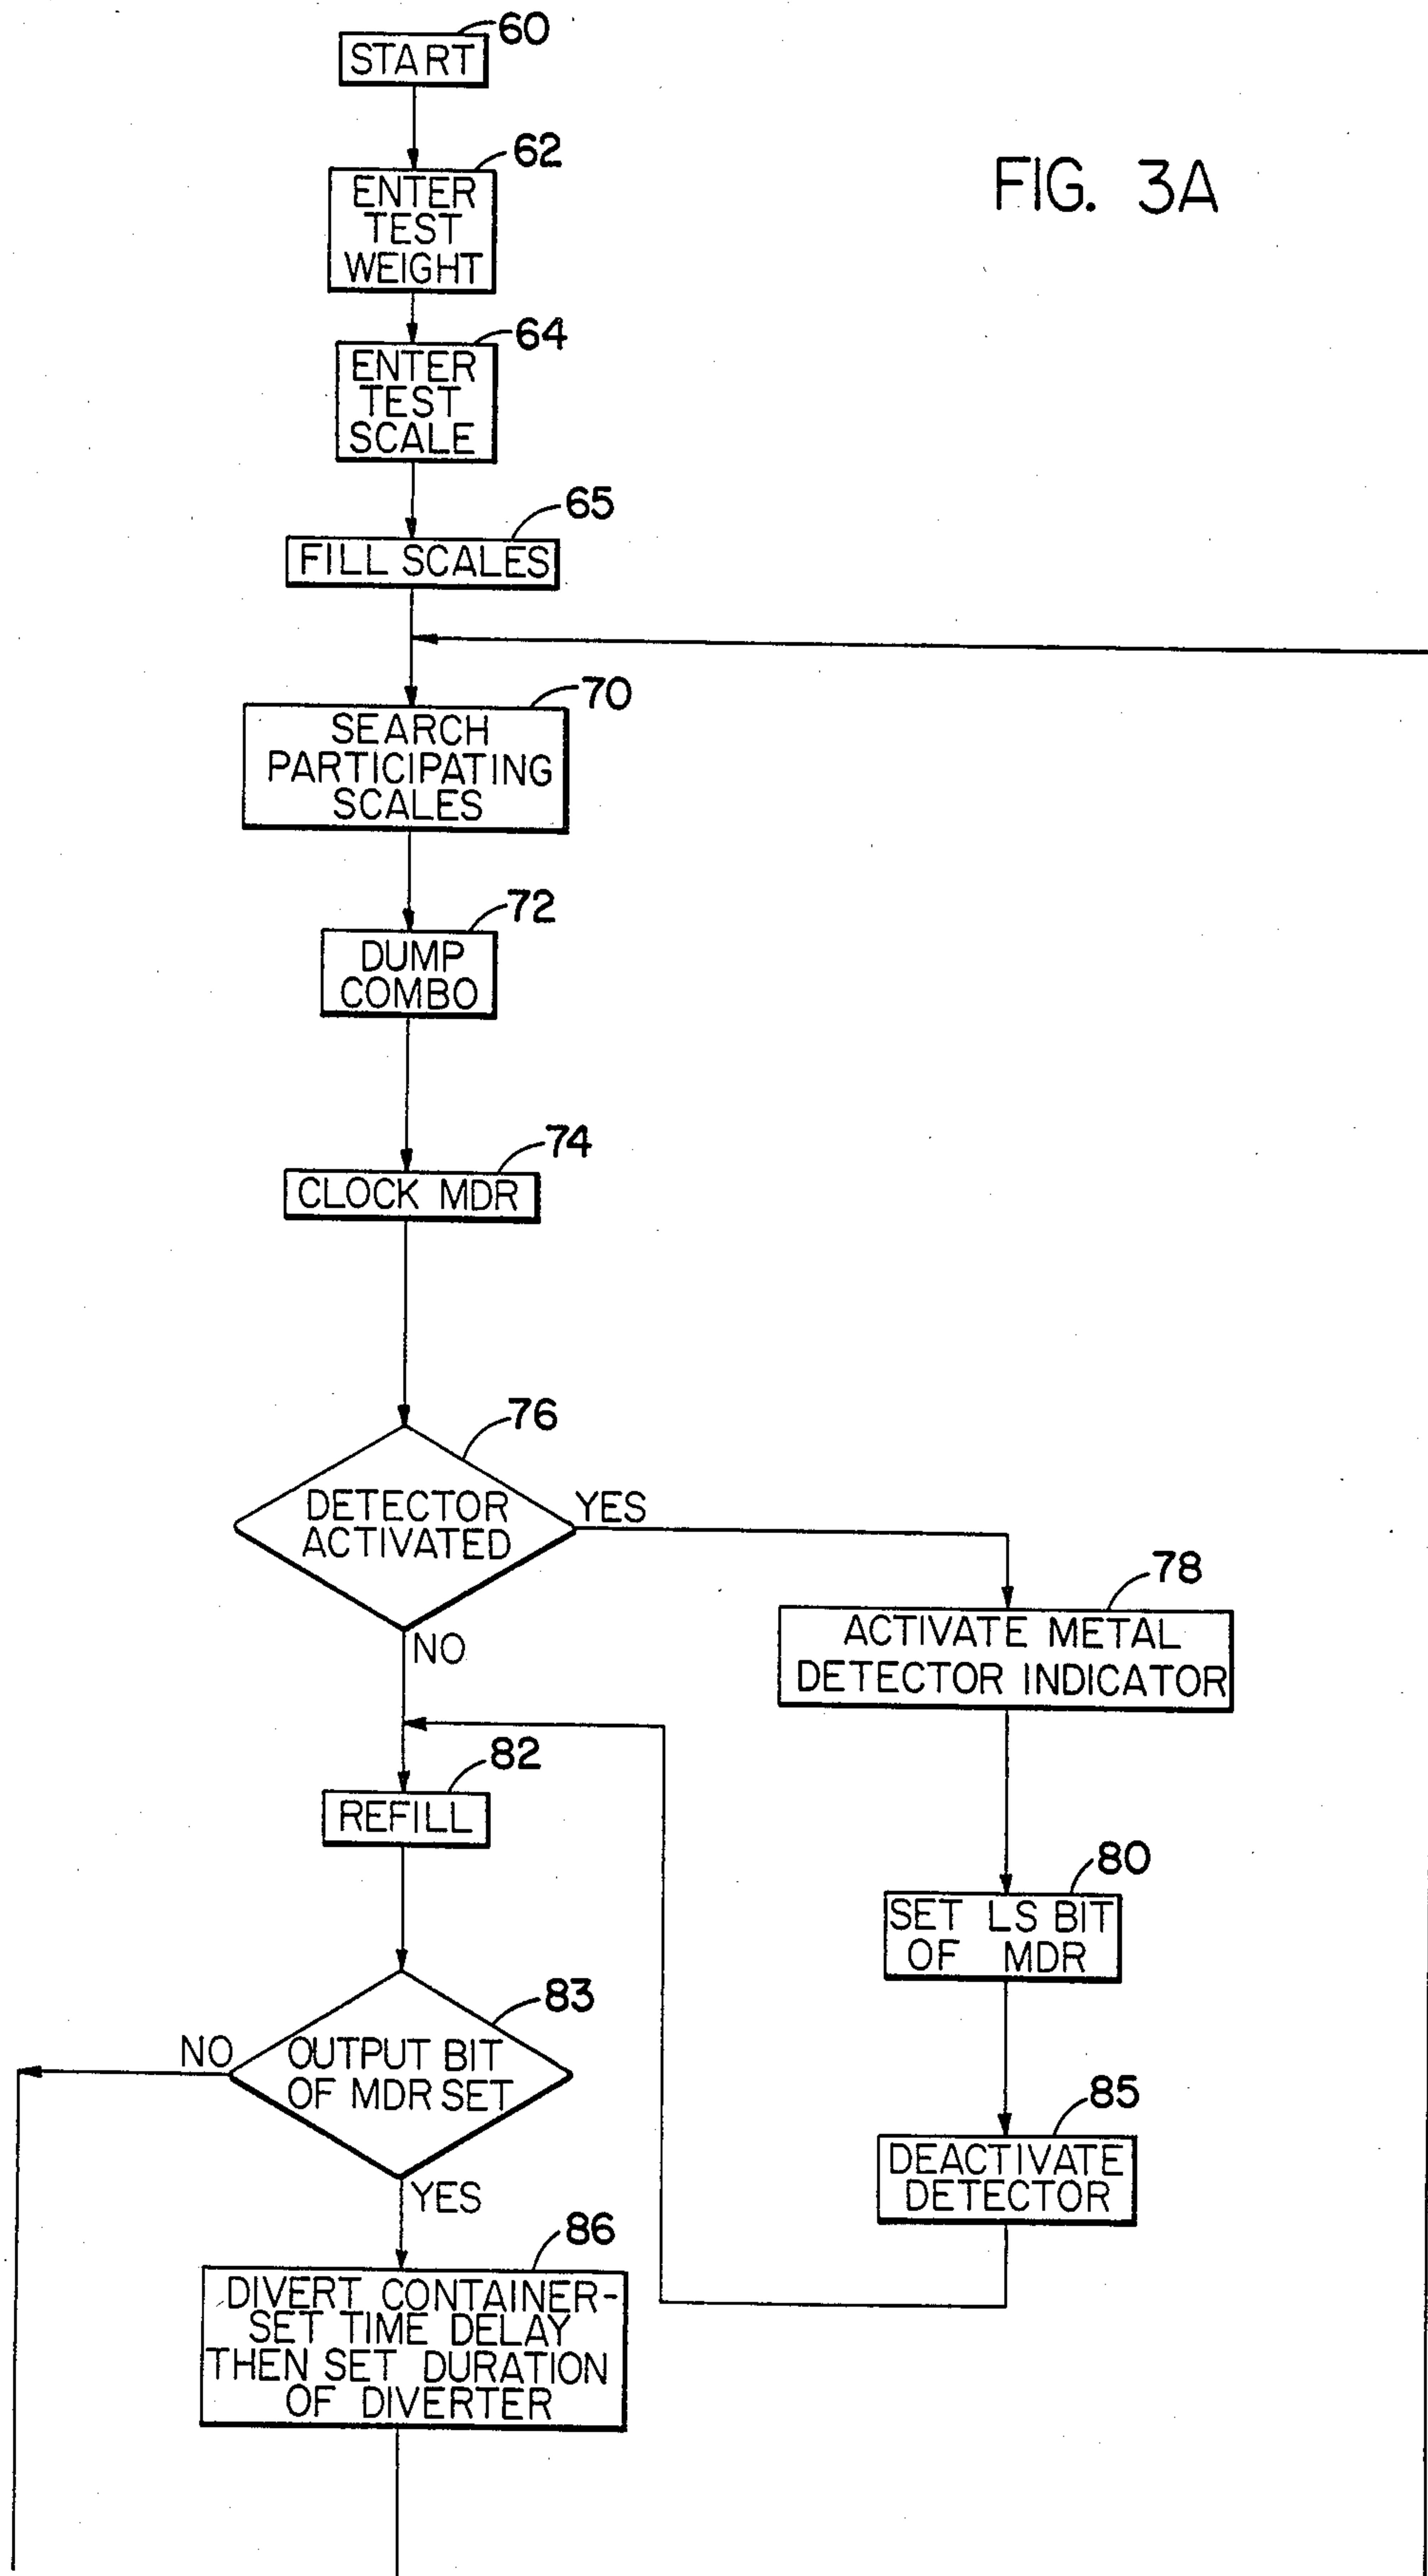 60
START
FIG. 3A
62
ENTER
TEST
WEIGHT
64
ENTER
TEST
SCALE
65
FILL SCALES
70
SEARCH
PARTICIPATING
SCALES
72
DUMP
COMBO
74
CLOCK MDR
76
DETECTOR
ACTIVATED
YES
NO
78
ACTIVATE METAL
DETECTOR INDICATOR
82
REFILL
80
SET LS BIT
OF MDR
83
NO
OUTPUT BIT
OF MDR SET
YES
85
DEACTIVATE
DETECTOR
86
DIVERT CONTAINER-
SET TIME DELAY
THEN SET DURATION
OF DIVERTER